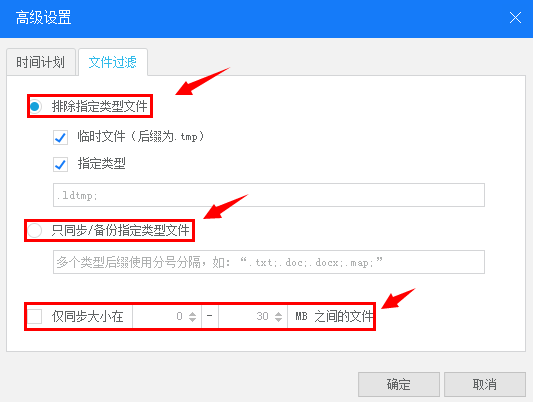 高级设置
时间计划 文件过滤
排除指定类型文件
临时文件（后缀为.tmp）
指定类型
.ldtmp;
只同步/备份指定类型文件
多个类型后缀使用分号分隔，如：“.txt;.doc;.docx;.map;”
仅同步大小在 0 - 30 MB 之间的文件
确定 取消